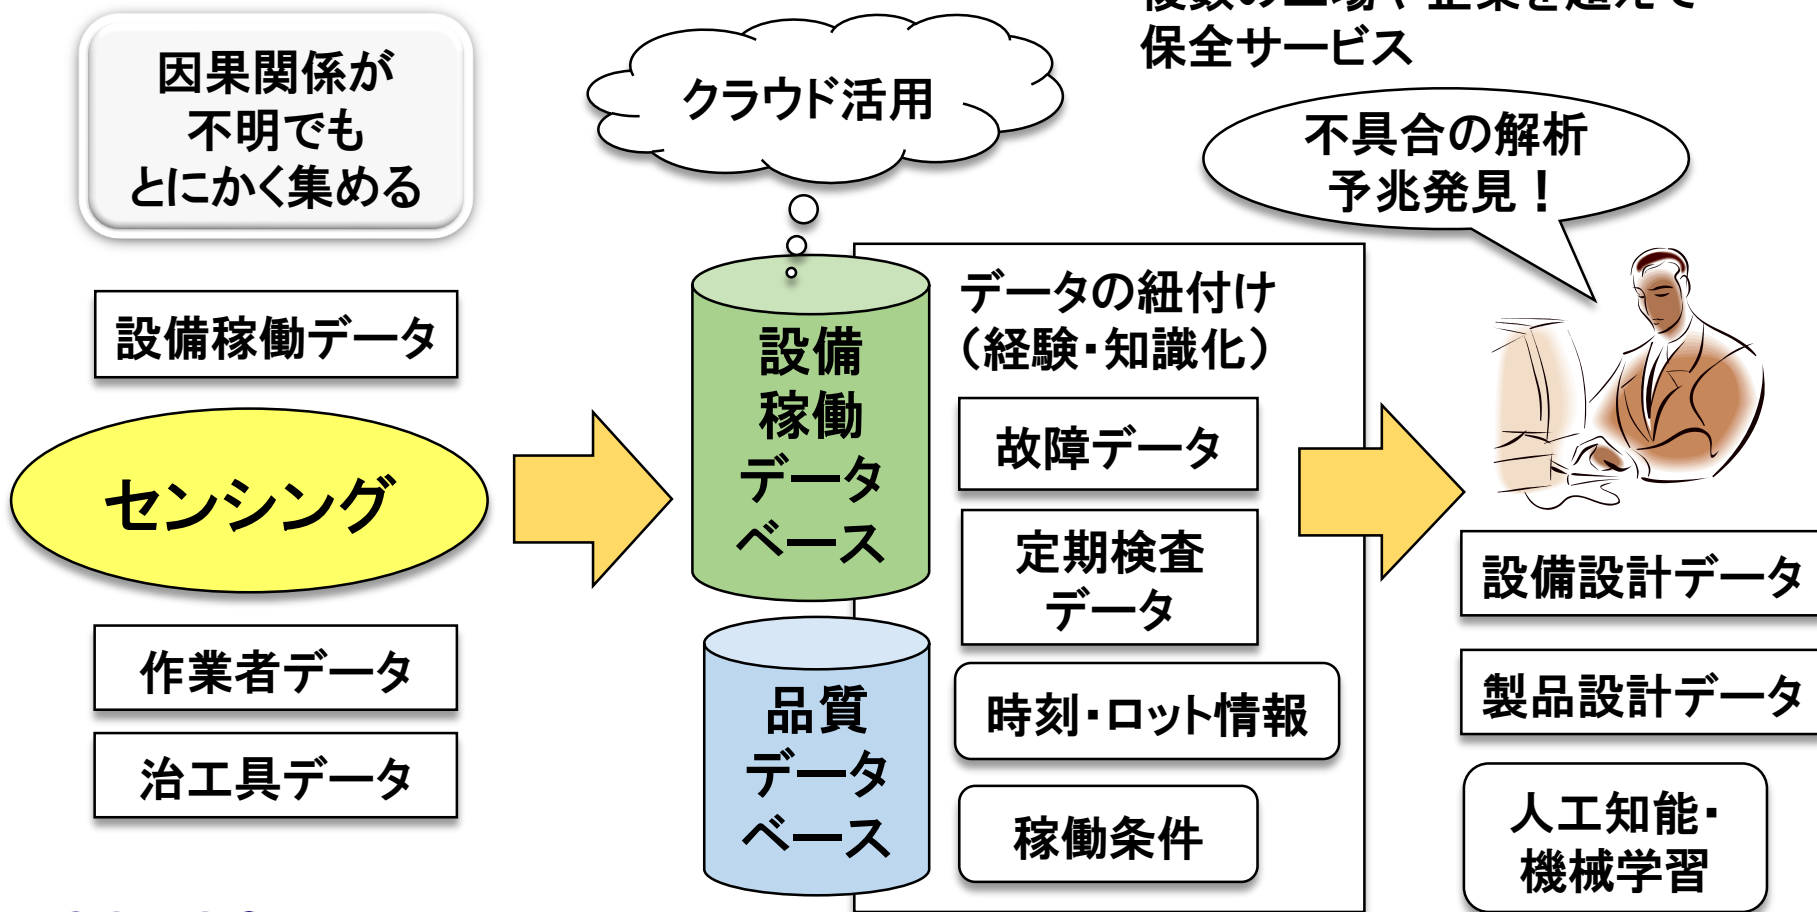 保全サービス
因果関係が
不明でも
とにかく集める
クラウド活用
不具合の解析
予兆発見！
設備稼働データ
センシング
作業者データ
治工具データ
設備
稼働
データ
ベース
品質
データ
ベース
データの紐付け
（経験・知識化）
故障データ
定期検査
データ
時刻・ロット情報
稼働条件
設備設計データ
製品設計データ
人工知能・
機械学習